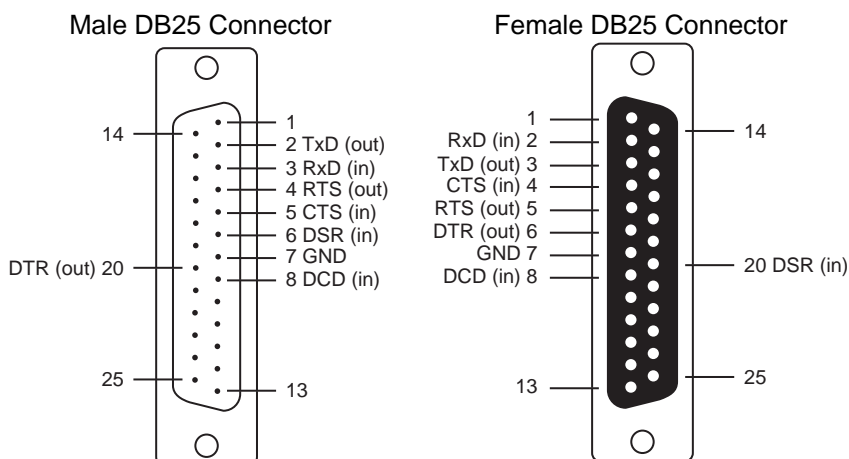 Male DB25 Connector
1
14
2 TxD (out)
3 RxD (in)
4 RTS (out)
5 CTS (in)
6 DSR (in)
7 GND
DTR (out) 20
8 DCD (in)
25
13
Female DB25 Connector
1
14
RxD (in) 2
TxD (out) 3
CTS (in) 4
RTS (out) 5
DTR (out) 6
GND 7
20 DSR (in)
DCD (in) 8
25
13